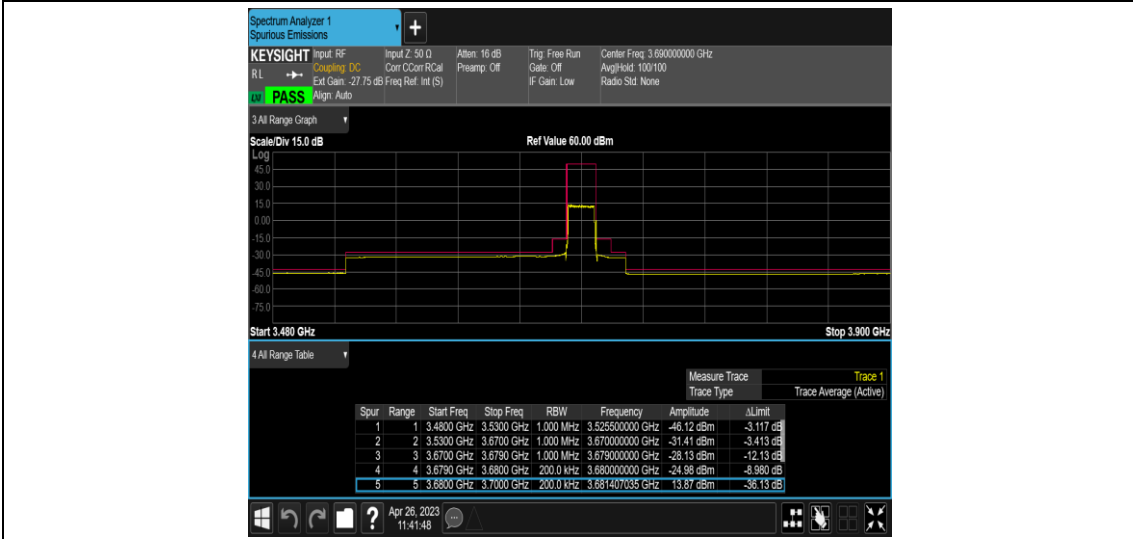 Spectrum Analyzer 1
Spurious Emissions
+
KEYSIGHT Input: RF Input Z: 50 Ω Atten: 16 dB Trig: Free Run Center Freq: 3.690000000 GHz
RL Coupling: DC Corr CCorr RCal Preamp: Off Gate: Off Avg|Hold: 100/100
Ext Gain: -27.75 dB Freq Ref: Int (S) IF Gain: Low Radio Std: None
LM PASS Align: Auto
3 All Range Graph
Scale/Div 15.0 dB Ref Value 60.00 dBm
Log
45.0
30.0
15.0
0.00
-15.0
-30.0
-45.0
-60.0
-75.0
Start 3.480 GHz Stop 3.900 GHz
4 All Range Table
Measure Trace Trace 1
Trace Type Trace Average (Active)
Spur Range Start Freq Stop Freq RBW Frequency Amplitude ΔLimit
1 1 3.4800 GHz 3.5300 GHz 1.000 MHz 3.525500000 GHz -46.12 dBm -3.117 dB
2 2 3.5300 GHz 3.6700 GHz 1.000 MHz 3.670000000 GHz -31.41 dBm -3.413 dB
3 3 3.6700 GHz 3.6790 GHz 1.000 MHz 3.679000000 GHz -28.13 dBm -12.13 dB
4 4 3.6790 GHz 3.6800 GHz 200.0 kHz 3.680000000 GHz -24.98 dBm -8.980 dB
5 5 3.6800 GHz 3.7000 GHz 200.0 kHz 3.681407035 GHz 13.87 dBm -36.13 dB
? Apr 26, 2023
11:41:48